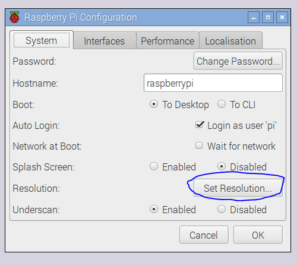 Raspberry Pi Configuration
System Interfaces Performance Localisation
Password: Change Password...
Hostname: raspberrypi
Boot: To Desktop To CLI
Auto Login: Login as user 'pi'
Network at Boot: Wait for network
Splash Screen: Enabled Disabled
Resolution: Set Resolution...
Underscan: Enabled Disabled
Cancel OK